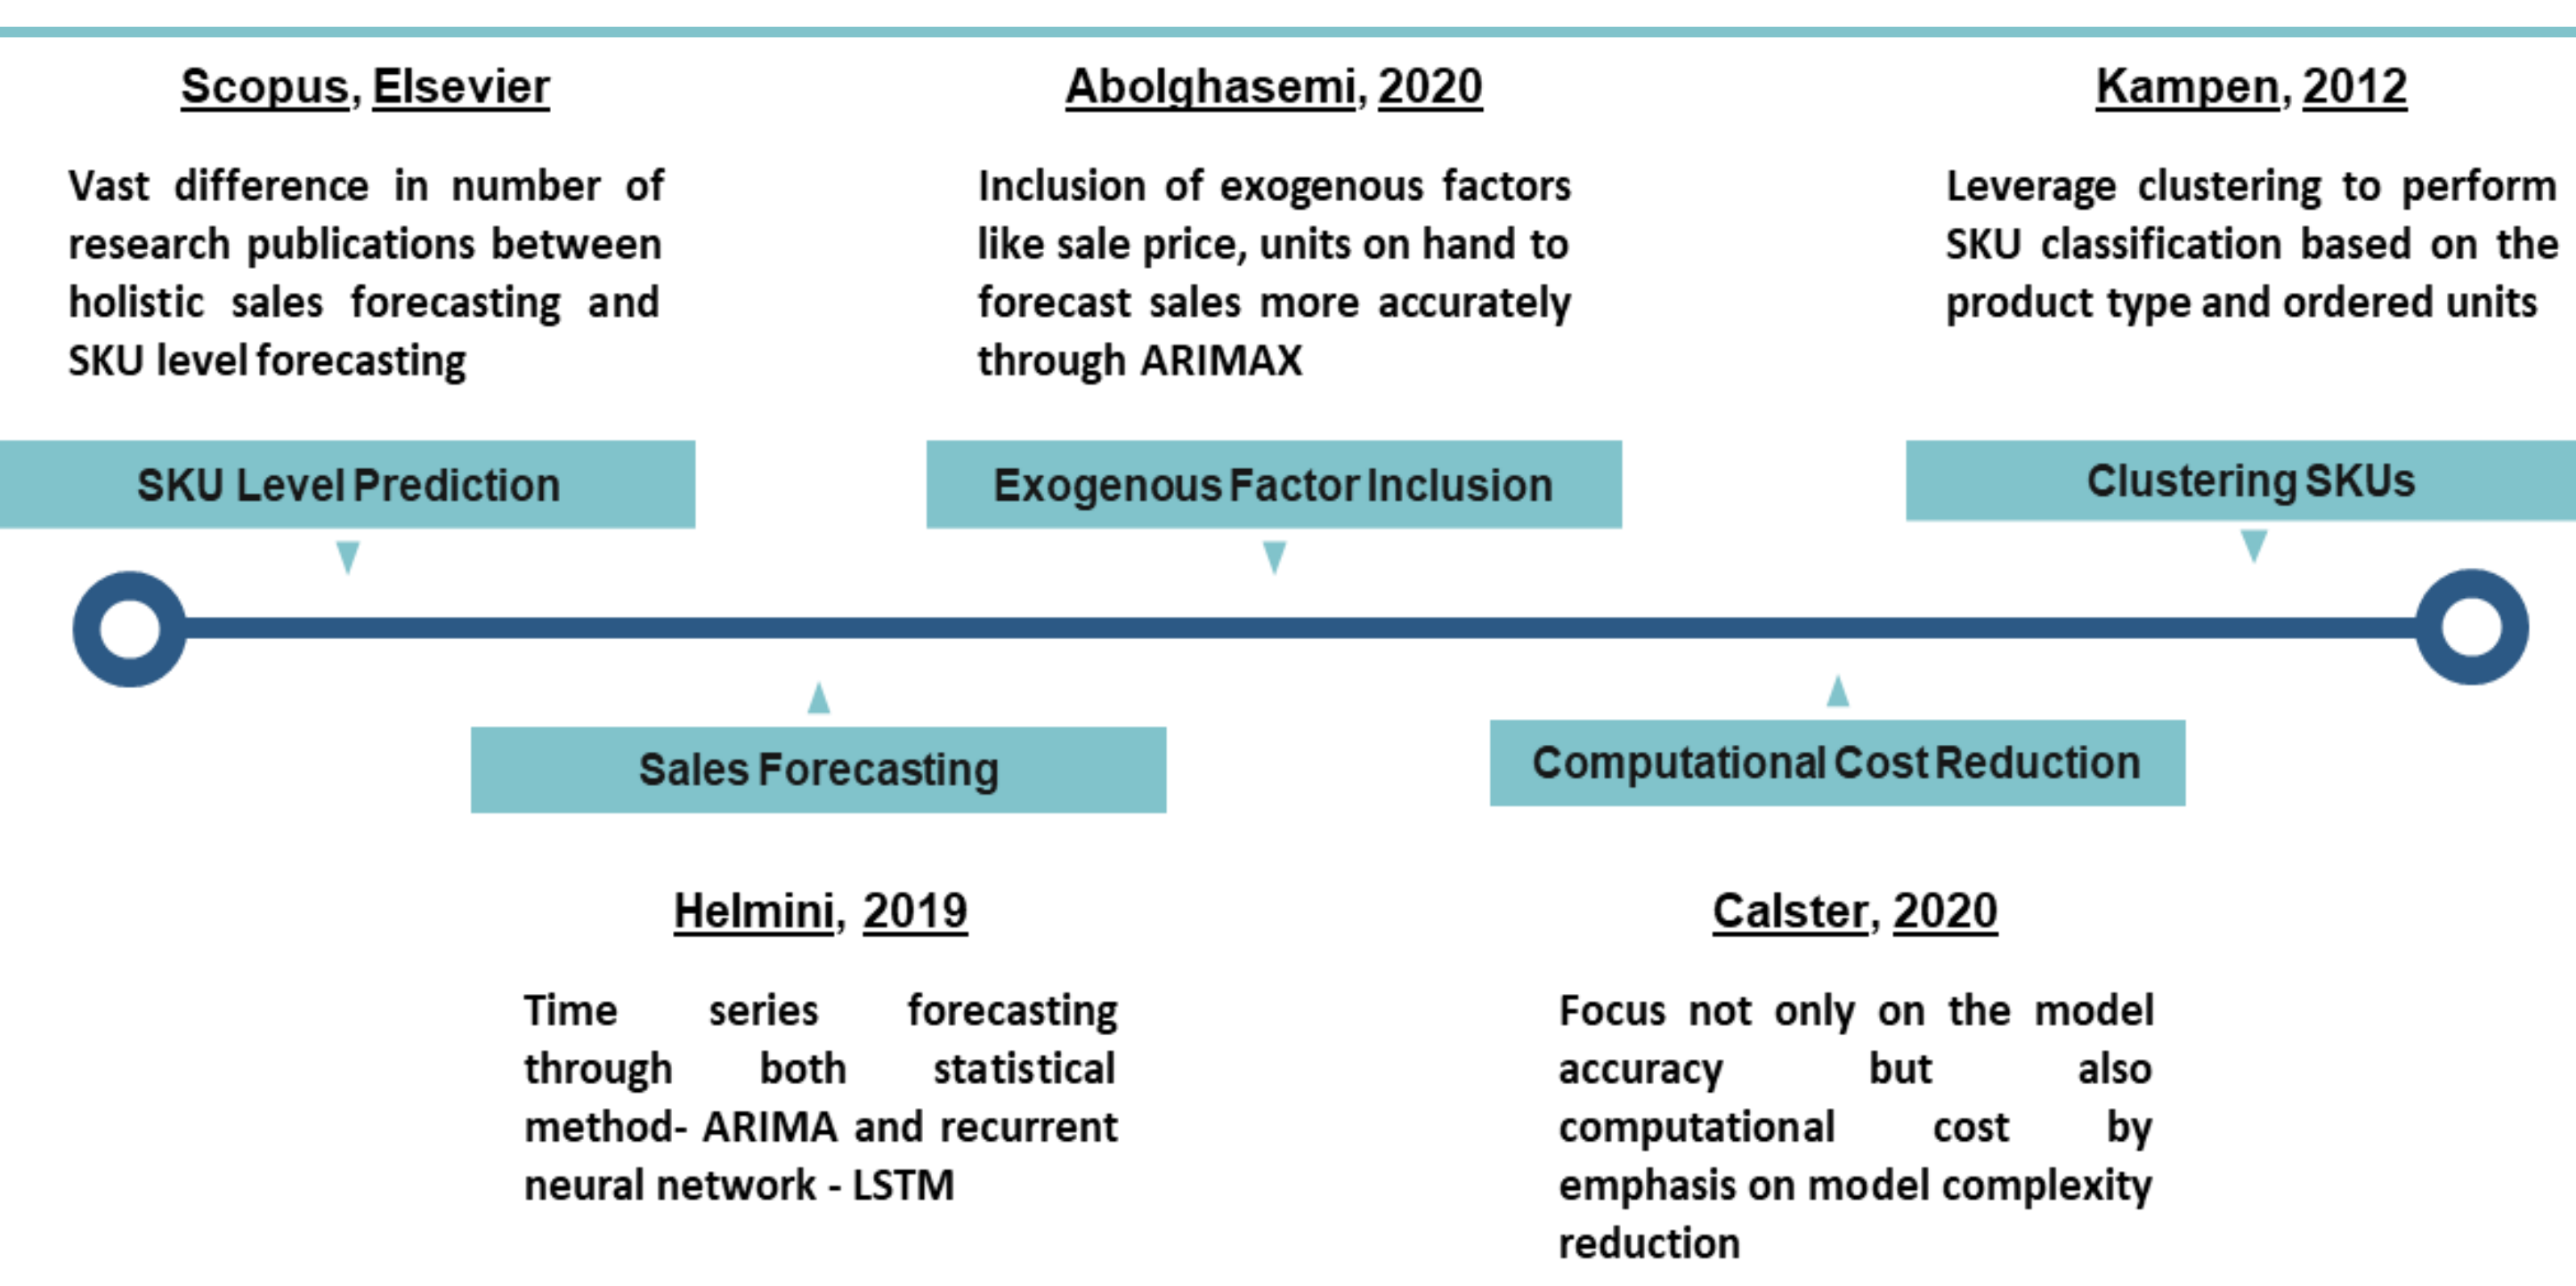 Scopus, Elsevier
Vast difference in number of
research publications between
holistic sales forecasting and
SKU level forecasting
SKU Level Prediction
Abolghasemi, 2020
Inclusion of exogenous factors
like sale price, units on hand to
forecast sales more accurately
through ARIMAX
Exogenous Factor Inclusion
Kampen, 2012
Leverage clustering to perform
SKU classification based on the
product type and ordered units
Clustering SKUs
Sales Forecasting
Helmini, 2019
Time series forecasting
through both statistical
method- ARIMA and recurrent
neural network - LSTM
Computational Cost Reduction
Calster, 2020
Focus not only on the model
accuracy but also
computational cost by
emphasis on model complexity
reduction